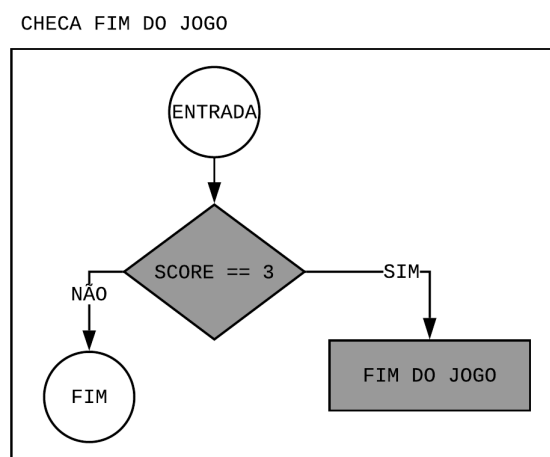 CHECA FIM DO JOGO
ENTRADA
SCORE == 3
NÃO
SIM
FIM
FIM DO JOGO